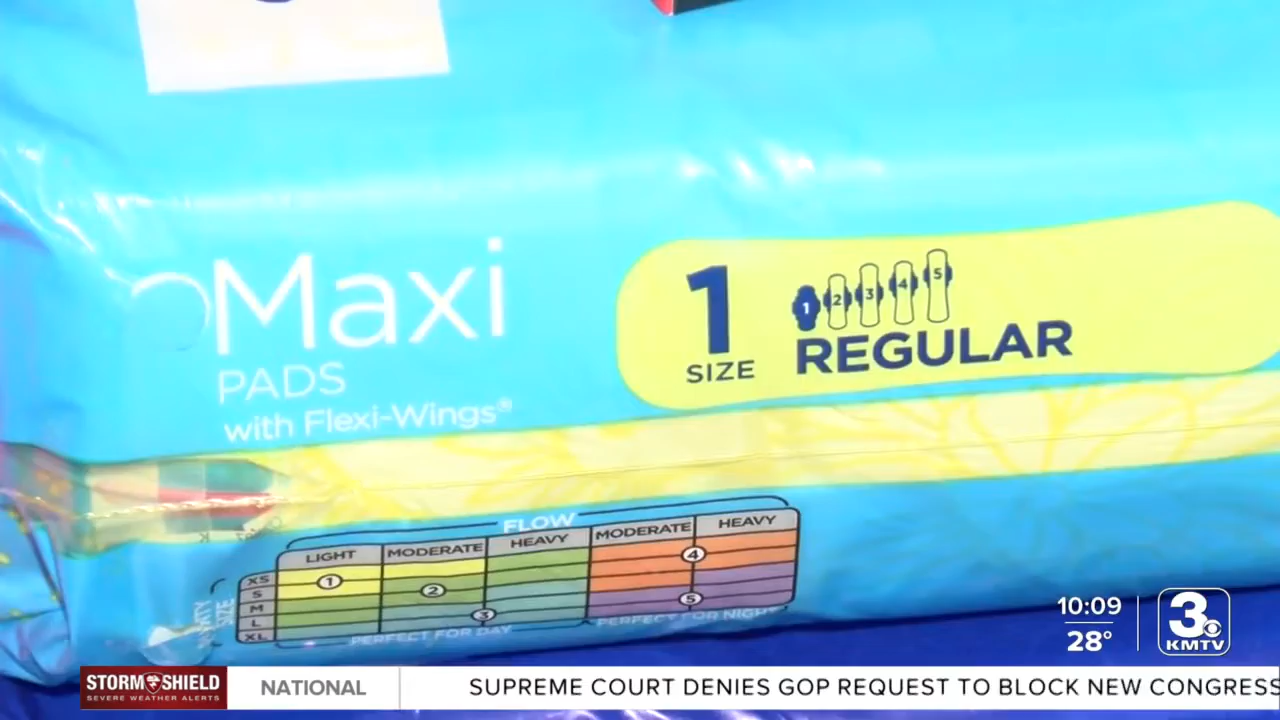 Maxi
PADS
with Flexi-Wings®
1
SIZE
1 2 3 4 5
REGULAR
FLOW
LIGHT MODERATE HEAVY MODERATE HEAVY
XS
S
M
L
XL
1 2 3 4 5
SIZE
PERFECT FOR DAY
PERFECT FOR NIGHT
10:09
28°
3
KMTV
STORM SHIELD
SEVERE WEATHER ALERTS
NATIONAL
SUPREME COURT DENIES GOP REQUEST TO BLOCK NEW CONGRESS